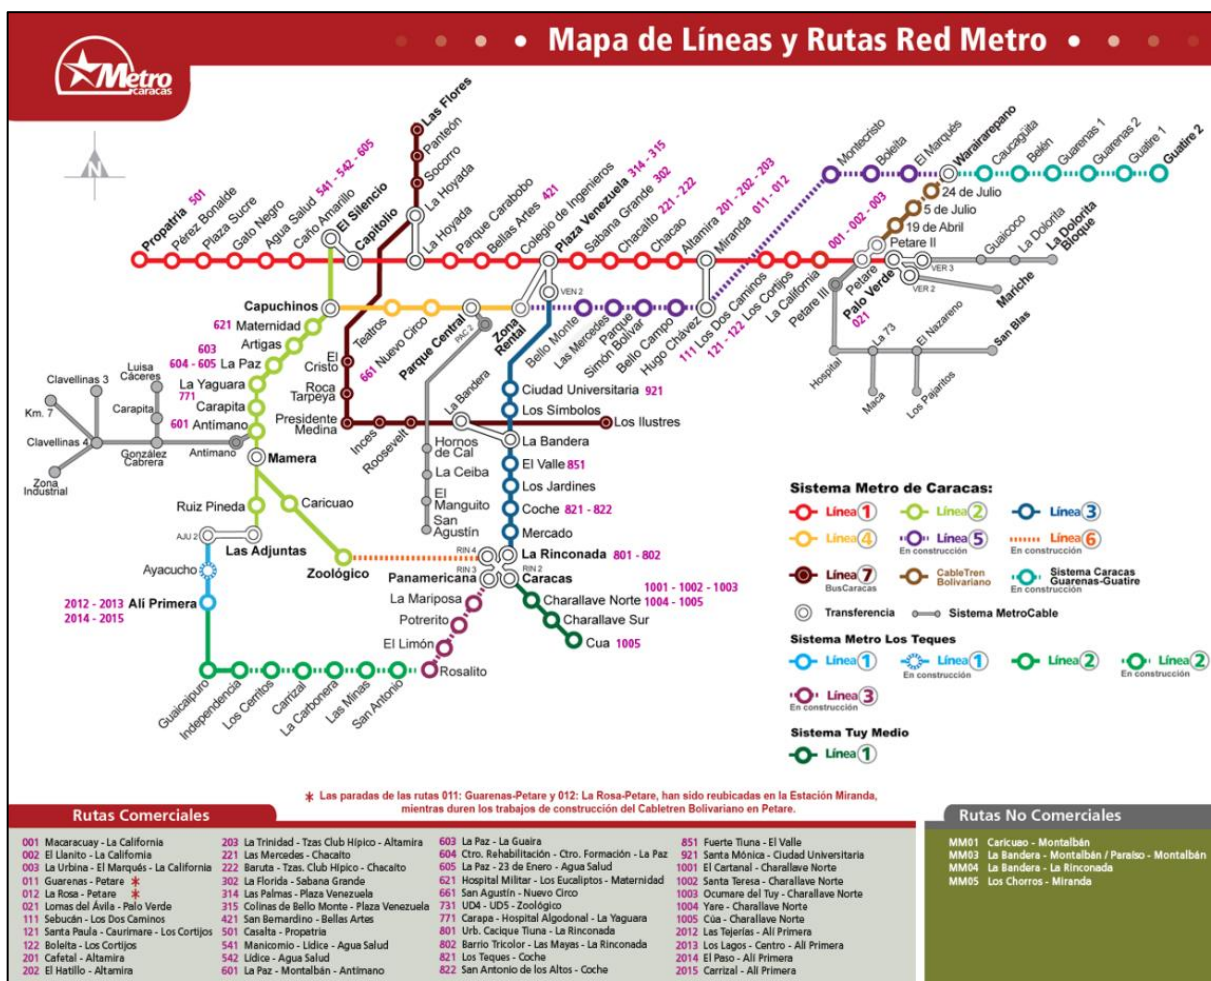 Mapa de Líneas y Rutas Red Metro
Metro
caracas
N
Propatria 501
Pérez Bonalde
Plaza Sucre
Gato Negro
Agua Salud 541 - 542 - 605
Caño Amarillo
El Silencio
Capitolio
Las Flores
Panteón
Socorro
La Hoyada
La Hoyada
Parque Carabobo
Bellas Artes 421
Colegio de Ingenieros
Plaza Venezuela 314 - 315
Sabana Grande 302
Chacaíto 221 - 222
Chacao
Altamira 201 - 202 - 203
Miranda 011 - 012
111 Los Dos Caminos
121 - 122 Los Cortijos
La California
001 - 002 - 003
Petare
Petare II
Petare III
Palo Verde
021
VER 3
VER 2
Montecristo
Boleíta
El Marqués
Warairarepano
Caucagüita
Belén
Guarenas 1
Guarenas 2
Guatire 1
Guatire 2
24 de Julio
5 de Julio
19 de Abril
Guaicoco
La Dolorita
La Dolorita
Bloque
Mariche
Hospital
La 73
El Nazareno
San Blas
Maca
Los Pajaritos
Capuchinos
621 Maternidad
Artigas
603
604 - 605 La Paz
La Yaguara
771
Carapita
601 Antímano
Mamera
Ruiz Pineda
Caricuao
AJU 2
Las Adjuntas
Zoológico
Teatros
661 Nuevo Circo
Parque Central
PAC 2
Zona
Rental
VEN 2
Bello Monte
Las Mercedes
Parque
Simón Bolívar
Bello Campo
Hugo Chávez
El
Cristo
Roca
Tarpeya
Presidente
Medina
Inces
Roosevelt
La Bandera
Los Ilustres
Hornos
de Cal
La Ceiba
El
Manguito
San
Agustín
Ciudad Universitaria 921
Los Símbolos
La Bandera
El Valle 851
Los Jardines
Coche 821 - 822
Mercado
RIN 4
La Rinconada 801 - 802
RIN 3
RIN 2
Panamericana
Caracas
1001 - 1002 - 1003
Charallave Norte 1004 - 1005
Charallave Sur
Cua 1005
La Mariposa
Potrerito
El Limón
Rosalito
Clavellinas 3
Luisa
Cáceres
Km. 7
Carapita
Clavellinas 4
González
Cabrera
Antímano
Zona
Industrial
Ayacucho
2012 - 2013 Alí Primera
2014 - 2015
Guaicaipuro
Independencia
Los Cerritos
Carrizal
La Carbonera
Las Minas
San Antonio
Sistema Metro de Caracas:
Línea 1
Línea 2
Línea 3
Línea 4
Línea 5
En construcción
Línea 6
En construcción
Línea 7
BusCaracas
CableTren
Bolivariano
Sistema Caracas
Guarenas-Guatire
En construcción
Transferencia
Sistema MetroCable
Sistema Metro Los Teques
Línea 1
Línea 1
En construcción
Línea 2
Línea 2
En construcción
Línea 3
En construcción
Sistema Tuy Medio
Línea 1
* Las paradas de las rutas 011: Guarenas-Petare y 012: La Rosa-Petare, han sido reubicadas en la Estación Miranda,
mientras duren los trabajos de construcción del Cabletren Bolivariano en Petare.
Rutas Comerciales
001 Macaracuay - La California
002 El Llanito - La California
003 La Urbina - El Marqués - La California
011 Guarenas - Petare *
012 La Rosa - Petare *
021 Lomas del Ávila - Palo Verde
111 Sebucán - Los Dos Caminos
121 Santa Paula - Caurimare - Los Cortijos
122 Boleita - Los Cortijos
201 Cafetal - Altamira
202 El Hatillo - Altamira
203 La Trinidad - Tzas Club Hípico - Altamira
221 Las Mercedes - Chacaito
222 Baruta - Tzas. Club Hípico - Chacaito
302 La Florida - Sabana Grande
314 Las Palmas - Plaza Venezuela
315 Colinas de Bello Monte - Plaza Venezuela
421 San Bernardino - Bellas Artes
501 Casalta - Propatria
541 Manicomio - Lídice - Agua Salud
542 Lídice - Agua Salud
601 La Paz - Montalbán - Antímano
603 La Paz - La Guaira
604 Ctro. Rehabilitación - Ctro. Formación - La Paz
605 La Paz - 23 de Enero - Agua Salud
621 Hospital Militar - Los Eucaliptos - Maternidad
661 San Agustín - Nuevo Circo
731 UD4 - UD5 - Zoológico
771 Carapa - Hospital Algodonal - La Yaguara
801 Urb. Cacique Tiuna - La Rinconada
802 Barrio Tricolor - Las Mayas - La Rinconada
821 Los Teques - Coche
822 San Antonio de los Altos - Coche
851 Fuerte Tiuna - El Valle
921 Santa Mónica - Ciudad Universitaria
1001 El Cartanal - Charallave Norte
1002 Santa Teresa - Charallave Norte
1003 Ocumare del Tuy - Charallave Norte
1004 Yare - Charallave Norte
1005 Cúa - Charallave Norte
2012 Las Tejerías - Alí Primera
2013 Los Lagos - Centro - Alí Primera
2014 El Paso - Alí Primera
2015 Carrizal - Alí Primera
Rutas No Comerciales
MM01 Caricuao - Montalbán
MM03 La Bandera - Montalbán / Paraíso - Montalbán
MM04 La Bandera - La Rinconada
MM05 Los Chorros - Miranda